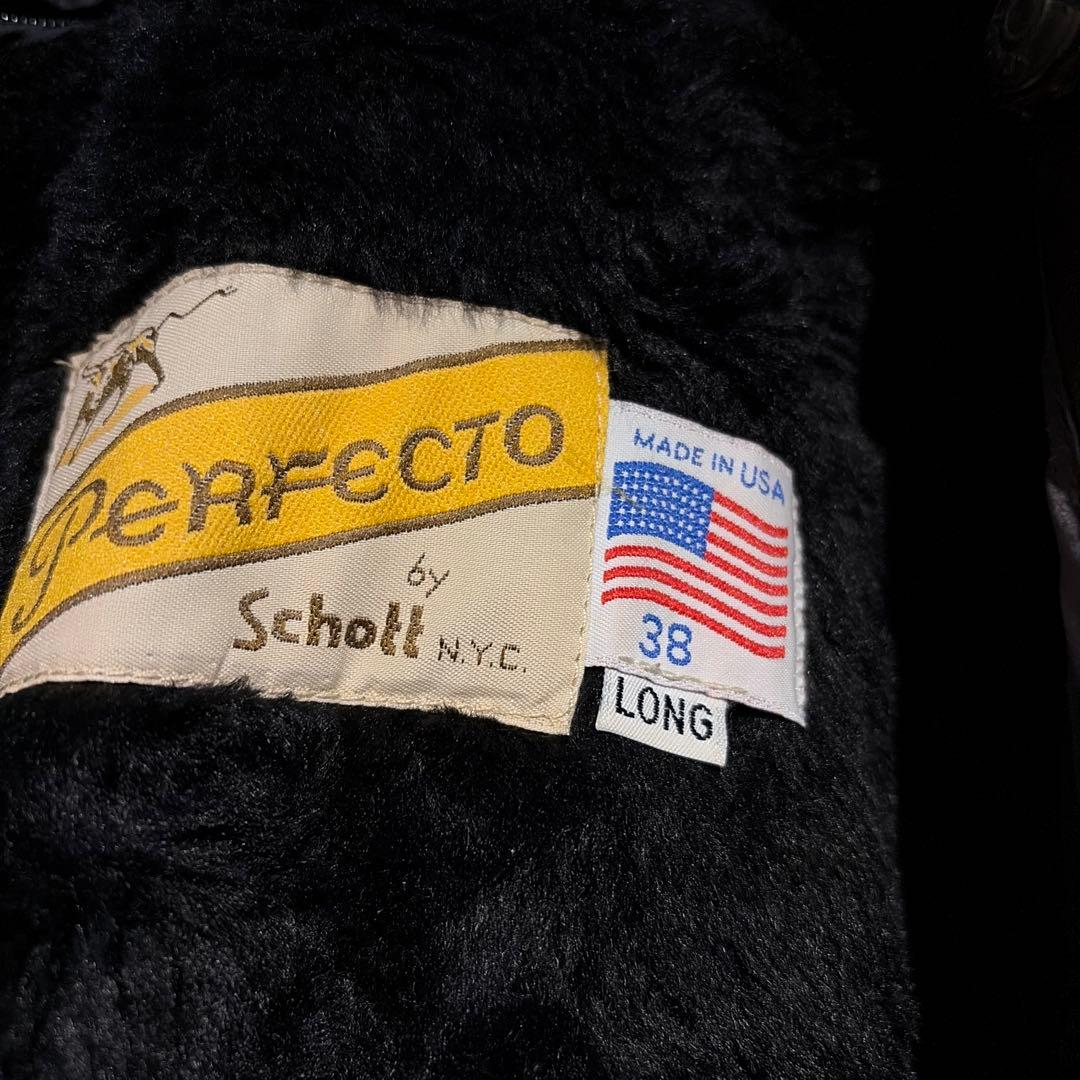 PERFECTO
by
Schott N.Y.C.
MADE IN USA
38
LONG